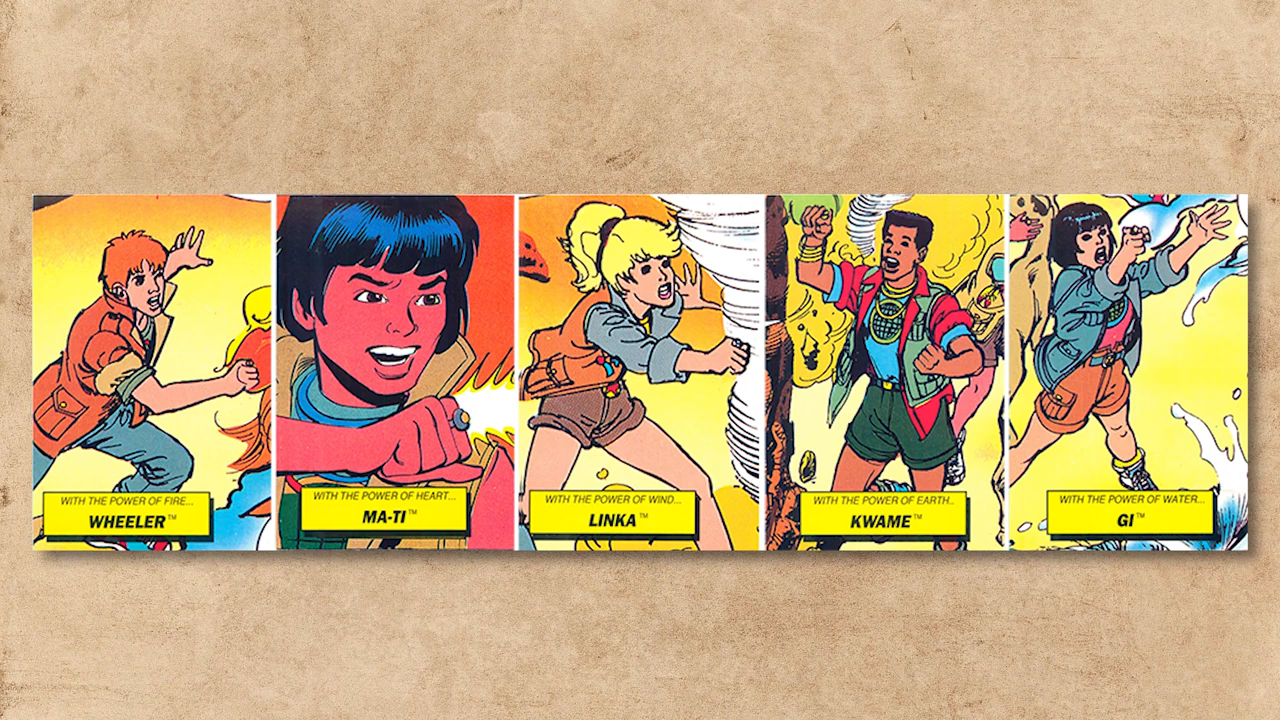 WITH THE POWER OF FIRE...
WHEELER™
WITH THE POWER OF HEART...
MA-TI™
WITH THE POWER OF WIND...
LINKA™
WITH THE POWER OF EARTH..
KWAME™
WITH THE POWER OF WATER...
GI™